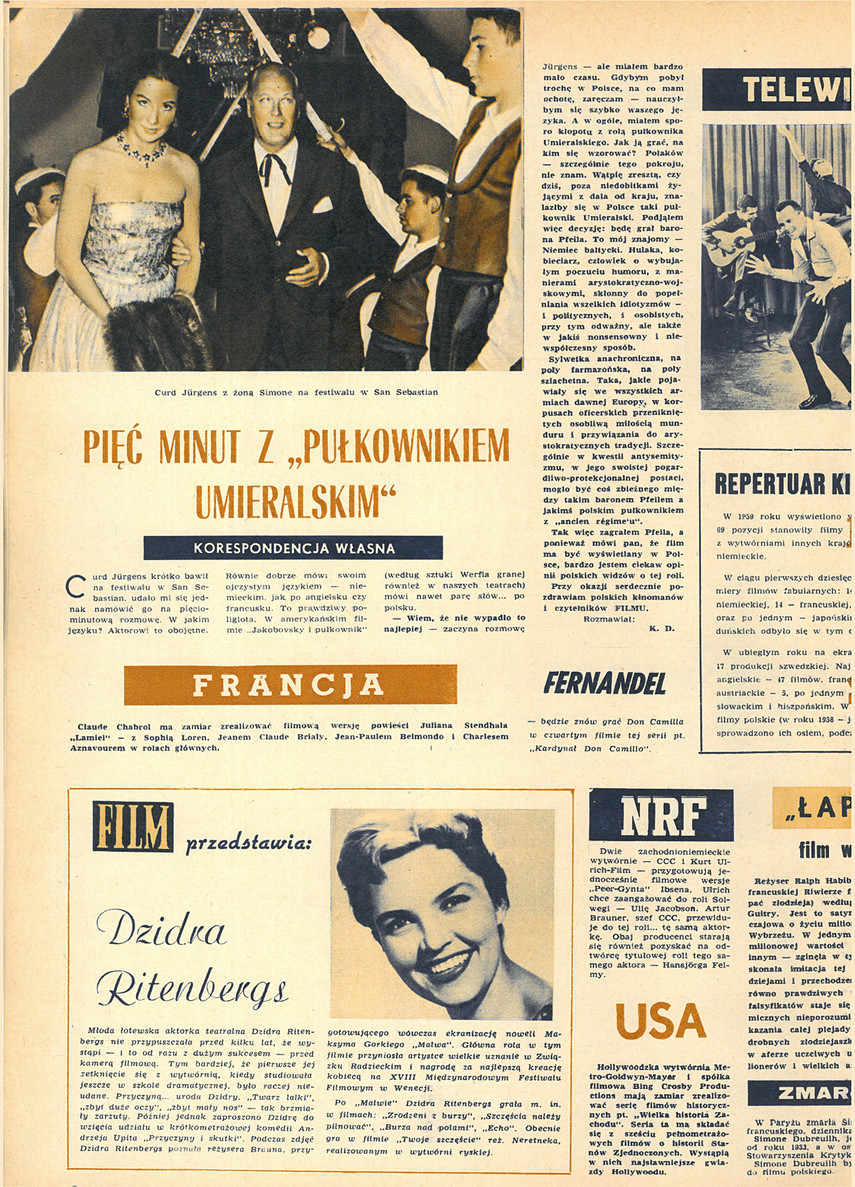 Curd Jürgens z żoną Simone na festiwalu w San Sebastian
PIĘĆ MINUT Z „PUŁKOWNIKIEM
UMIERALSKIM“
KORESPONDENCJA WŁASNA
Curd Jürgens krótko bawił
na festiwalu w San Se-
bastian, udało mi się jed-
nak namówić go na pięcio-
minutową rozmowę. W jakim
języku? Aktorowi to obojętne.
Równie dobrze mówi swoim
ojczystym językiem — nie-
mieckim, jak po angielsku czy
francusku. To prawdziwy po-
liglota. W amerykańskim fil-
mie „Jakobovsky i pułkownik“
(według sztuki Werfla granej
również w naszych teatrach)
mówi nawet parę słów... po
polsku.
— Wiem, że nie wypadło to
najlepiej — zaczyna rozmowę
Jürgens — ale miałem bardzo
mało czasu. Gdybym pobył
trochę w Polsce, na co mam
ochotę, zaręczam — nauczył-
bym się szybko waszego ję-
zyka. A w ogóle, miałem spo-
ro kłopotu z rolą pułkownika
Umieralskiego. Jak ją grać, na
kim się wzorować? Polaków
— szczególnie tego pokroju,
nie znam. Wątpię zresztą, czy
dziś, poza niedobitkami ży-
jącymi z dala od kraju, zna-
lazłby się w Polsce taki puł-
kownik Umieralski. Podjąłem
więc decyzję: będę grał baro-
na Pfeila. To mój znajomy —
Niemiec bałtycki. Hulaka, ko-
bieciarz, człowiek o wybuja-
łym poczuciu humoru, z ma-
nierami arystokratyczno-woj-
skowymi, skłonny do popeł-
niania wszelkich idiotyzmów —
i politycznych, i osobistych,
przy tym odważny, ale także
w jakiś nonsensowny i nie-
współczesny sposób.
Sylwetka anachroniczna, na
poły farmazońska, na poły
szlachetna. Taka, jakie poja-
wiały się we wszystkich ar-
miach dawnej Europy, w kor-
pusach oficerskich przeniknię-
tych osobliwą miłością mun-
duru i przywiązania do ary-
stokratycznych tradycji. Szcze-
gólnie w kwestii antysemity-
zmu, w jego swoistej pogar-
dliwo-protekcjonalnej postaci,
mogło być coś zbieżnego mię-
dzy takim baronem Pfeilem a
jakimś polskim pułkownikiem
z „ancien régime'u“.
Tak więc zagrałem Pfeila, a
ponieważ mówi pan, że film
ma być wyświetlany w Pol-
sce, bardzo jestem ciekaw opi-
nii polskich widzów o tej roli.
Przy okazji serdecznie po-
zdrawiam polskich kinomanów
i czytelników FILMU.
Rozmawiał:
K. D.
TELEWI
REPERTUAR KI
W 1959 roku wyświetlono
69 pozycji stanowiły filmy
z wytwórniami innych kraj
niemieckie.
W ciągu pierwszych dziesięc
miery filmów fabularnych:
niemieckiej, 14 — francuskiej,
oraz po jednym — japoński
duńskich odbyło się w tym
W ubiegłym roku na ekra
17 produkcji szwedzkiej. Naj
angielskie — 47 filmów, fran
austriackie — 5, po jednym
słowackim i hiszpańskim. W
filmy polskie (w roku 1958 —
sprowadzono ich osiem, podcz
FRANCJA
Claude Chabrol ma zamiar zrealizować filmową wersję powieści Juliana Stendhala
„Lamiel“ — z Sophią Loren, Jeanem Claude Brialy, Jean-Paulem Belmondo i Charlesem
Aznavourem w rolach głównych.
FERNANDEL
— będzie znów grać Don Camilla
w czwartym filmie tej serii pt.
„Kardynał Don Camillo“.
FILM przedstawia:
Dzidra
Ritenbergs
Młoda łotewska aktorka teatralna Dzidra Riten-
bergs nie przypuszczała przed kilku lat, że wy-
stąpi — i to od razu z dużym sukcesem — przed
kamerą filmową. Tym bardziej, że pierwsze jej
zetknięcie się z wytwórnią, kiedy studiowała
jeszcze w szkole dramatycznej, było raczej nie-
udane. Przyczyną... uroda Dzidry. „Twarz lalki“,
„zbyt duże oczy“, „zbyt mały nos“ — tak brzmia-
ły zarzuty. Później jednak zaproszono Dzidrę do
wzięcia udziału w krótkometrażowej komedii An-
drzeja Upita „Przyczyny i skutki“. Podczas zdjęć
Dzidra Ritenbergs poznała reżysera Brauna, przy-
gotowującego wówczas ekranizację noweli Ma-
ksyma Gorkiego „Malwa“. Główna rola w tym
filmie przyniosła artystce wielkie uznanie w Zwią-
zku Radzieckim i nagrodę za najlepszą kreację
kobiecą na XVIII Międzynarodowym Festiwalu
Filmowym w Wenecji.
Po „Malwie“ Dzidra Ritenbergs grała m. in.
w filmach: „Zrodzeni z burzy“, „Szczęścia należy
pilnować“, „Burza nad polami“, „Echo“. Obecnie
gra w filmie „Twoje szczęście“ reż. Neretneka,
realizowanym w wytwórni ryskiej.
NRF
Dwie zachodnioniemieckie
wytwórnie — CCC i Kurt Ul-
rich-Film — przygotowują je-
dnocześnie filmowe wersje
„Peer-Gynta“ Ibsena. Ulrich
chce zaangażować do roli Sol-
wegi — Ullę Jacobson. Artur
Brauner, szef CCC, przewidu-
je do tej roli... tę samą aktor-
kę. Obaj producenci starają
się również pozyskać na od-
twórcę tytułowej roli tego sa-
mego aktora — Hansjörga Fel-
my.
USA
Hollywoodzka wytwórnia Me-
tro-Goldwyn-Mayer i spółka
filmowa Bing Crosby Produ-
ctions mają zamiar zrealizo-
wać serię filmów historycz-
nych pt. „Wielka historia Za-
chodu“. Seria ta ma składać
się z sześciu pełnometrażo-
wych filmów o historii Sta-
nów Zjednoczonych. Wystąpią
w nich najsławniejsze gwia-
zdy Hollywoodu.
„ŁAP
film w
Reżyser Ralph Habib
francuskiej Riwierze f
pać złodzieja) według
Guitry. Jest to satyr
czajowa o życiu milio
Wybrzeżu. W jednym
milionowej wartości
innym — zginęła w ty
skonała imitacja tej
dziejami i przechodze
równo prawdziwych
falsyfikatów staje się
micznych nieporozumi
kazania całej plejady
drobnych złodziejaszk
w aferze uczciwych u
lionerów i wielkich a
ZMAR
W Paryżu zmarła Si
francuskiego, dziennika
Simone Dubreuilh, j
od roku 1933, a w os
Stowarzyszenia Krytyk
Simone Dubreuilh by
do filmu polskiego.